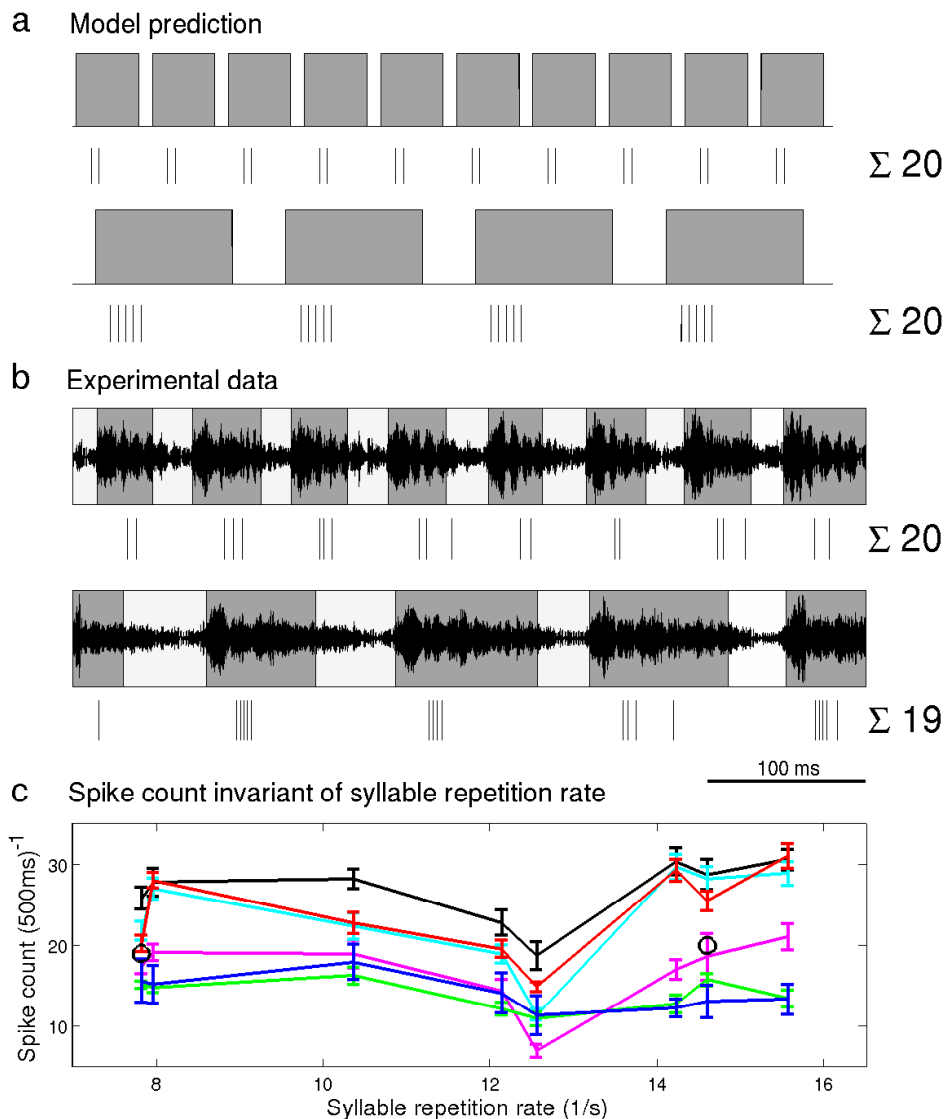 a Model prediction
Σ 20
Σ 20
b Experimental data
Σ 20
Σ 19
100 ms
c Spike count invariant of syllable repetition rate
Spike count (500ms)⁻¹
30
20
10
8 10 12 14 16
Syllable repetition rate (1/s)